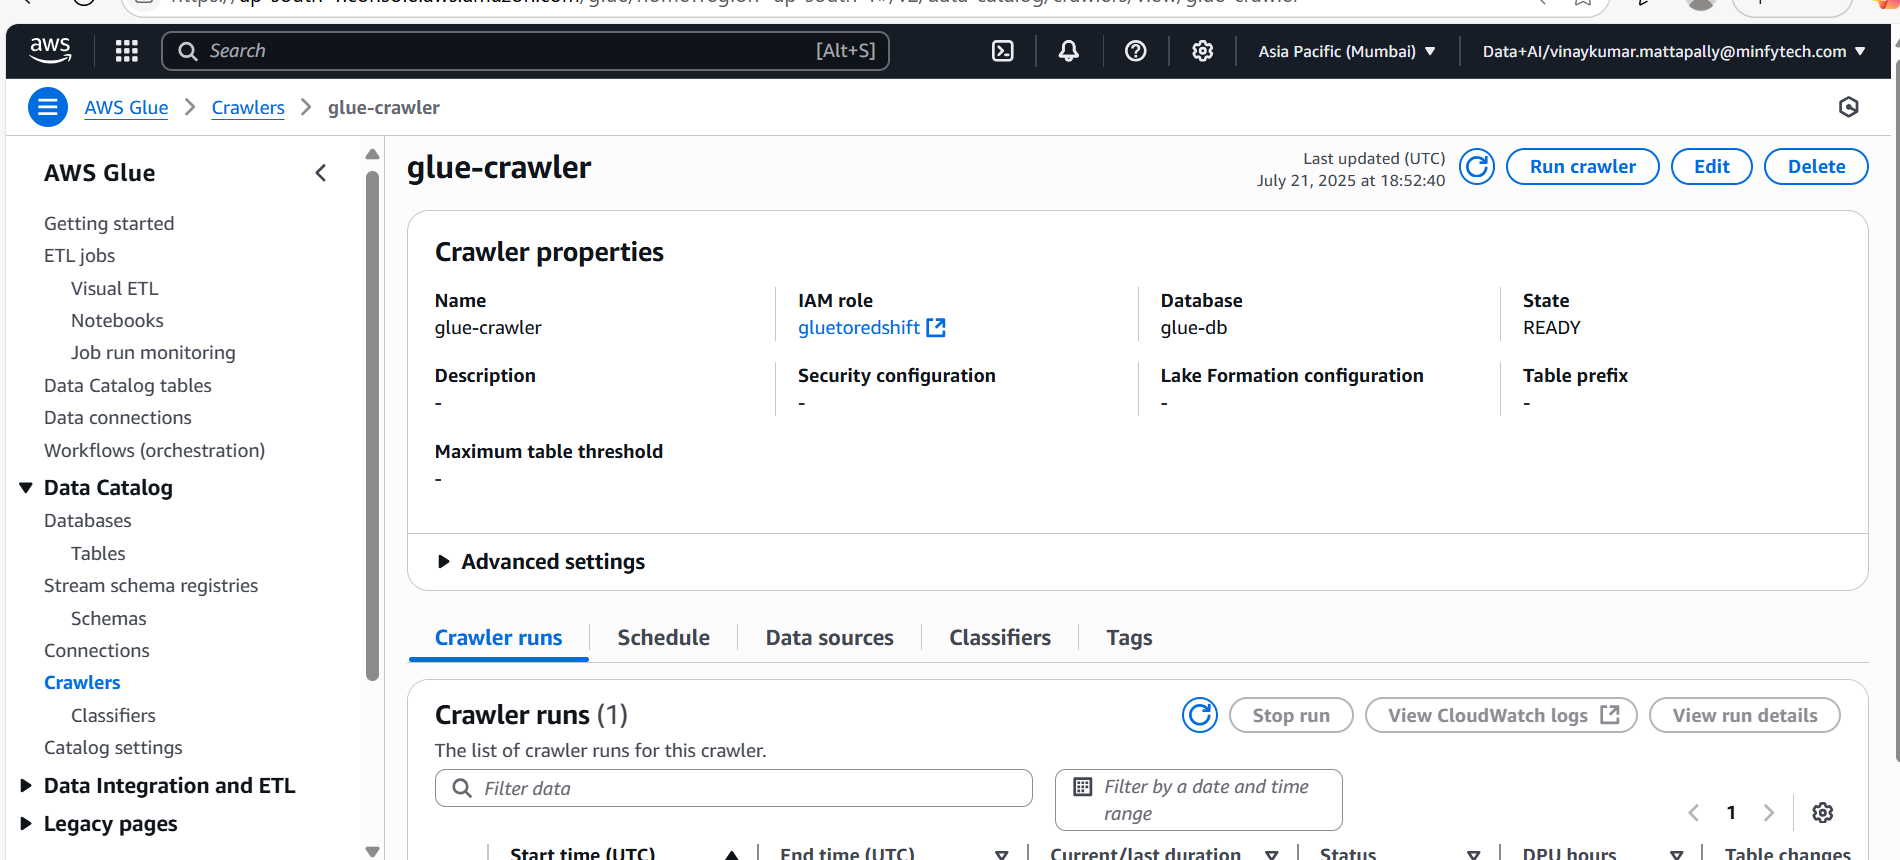 aws
Search
[Alt+S]
Asia Pacific (Mumbai)
Data+AI/vinaykumar.mattapally@minfytech.com
AWS Glue
Crawlers
glue-crawler
AWS Glue
Getting started
ETL jobs
Visual ETL
Notebooks
Job run monitoring
Data Catalog tables
Data connections
Workflows (orchestration)
Data Catalog
Databases
Tables
Stream schema registries
Schemas
Connections
Crawlers
Classifiers
Catalog settings
Data Integration and ETL
Legacy pages
glue-crawler
Last updated (UTC)
July 21, 2025 at 18:52:40
Run crawler
Edit
Delete
Crawler properties
Name
glue-crawler
IAM role
gluetoredshift
Database
glue-db
State
READY
Description
-
Security configuration
-
Lake Formation configuration
-
Table prefix
-
Maximum table threshold
-
Advanced settings
Crawler runs
Schedule
Data sources
Classifiers
Tags
Crawler runs (1)
Stop run
View CloudWatch logs
View run details
The list of crawler runs for this crawler.
Filter data
Filter by a date and time
range
1
Start time (UTC)
End time (UTC)
Current/last duration
Status
DPU hours
Table changes